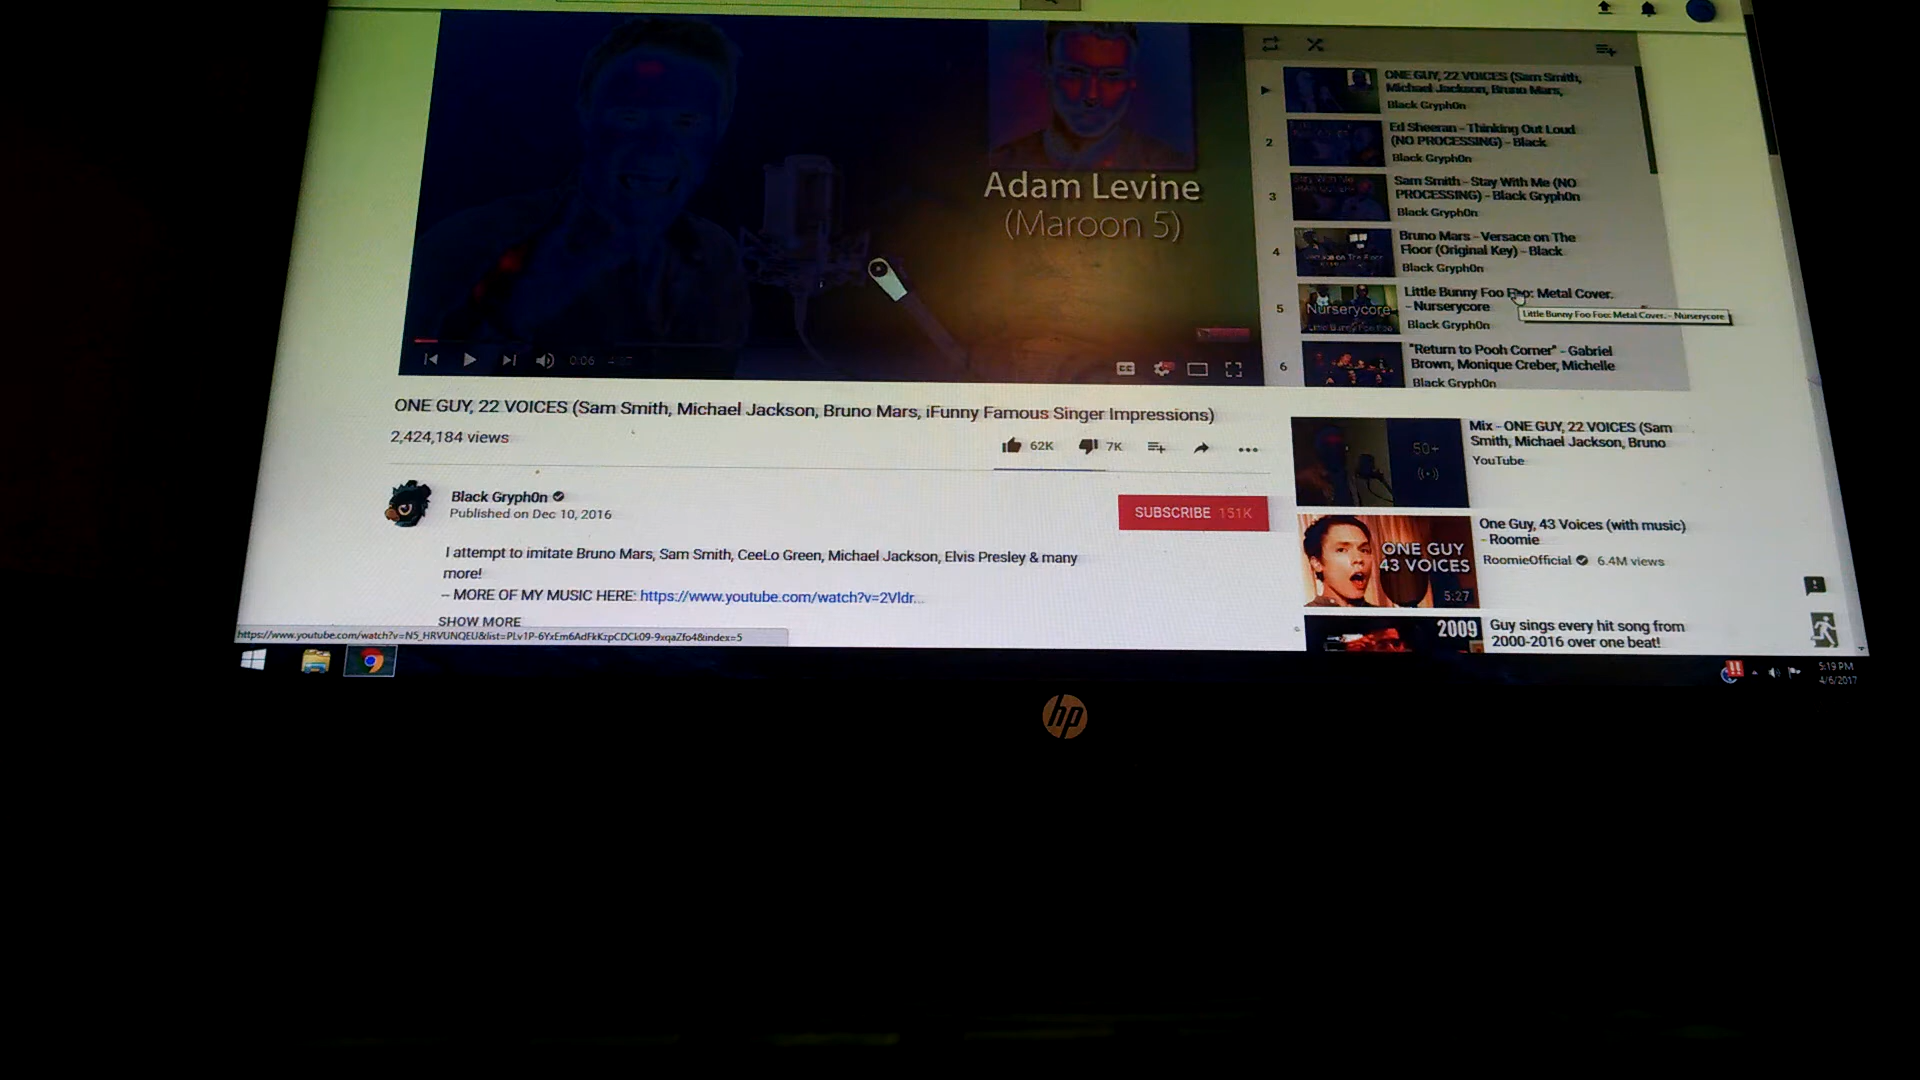 Adam Levine
(Maroon 5)
0:06
ONE GUY, 22 VOICES (Sam Smith, Michael Jackson, Bruno Mars, iFunny Famous Singer Impressions)
2,424,184 views
62K
7K
Black Gryph0n
Published on Dec 10, 2016
SUBSCRIBE 151K
I attempt to imitate Bruno Mars, Sam Smith, CeeLo Green, Michael Jackson, Elvis Presley & many
more!
-- MORE OF MY MUSIC HERE: https://www.youtube.com/watch?v=2Vldr...
SHOW MORE
ONE GUY, 22 VOICES (Sam Smith,
Michael Jackson, Bruno Mars,
Black Gryph0n
2
Ed Sheeran - Thinking Out Loud
(NO PROCESSING) - Black
Black Gryph0n
3
Sam Smith - Stay With Me (NO
PROCESSING) - Black Gryph0n
Black Gryph0n
4
Bruno Mars - Versace on The
Floor (Original Key) - Black
Black Gryph0n
5
Nurserycore
Little Bunny Foo Foo: Metal Cover.
- Nurserycore
Little Bunny Foo Foo: Metal Cover. - Nurserycore
Black Gryph0n
6
"Return to Pooh Corner" - Gabriel
Brown, Monique Creber, Michelle
Black Gryph0n
50+
Mix - ONE GUY, 22 VOICES (Sam
Smith, Michael Jackson, Bruno
YouTube
ONE GUY
43 VOICES
5:27
One Guy, 43 Voices (with music)
- Roomie
RoomieOfficial 6.4M views
2009
Guy sings every hit song from
2000-2016 over one beat!
https://www.youtube.com/watch?v=N5_HRVUNQEU&list=PLv1P-6YxEm6AdFkKzpCDCk09-9xqaZfo4&index=5
5:19 PM
4/6/2017
hp